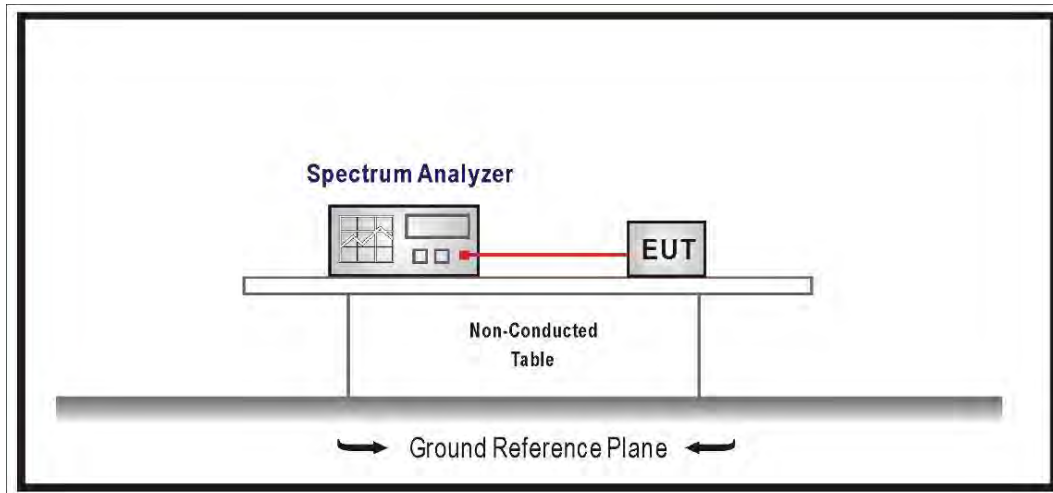 Spectrum Analyzer
EUT
Non-Conducted
Table
Ground Reference Plane